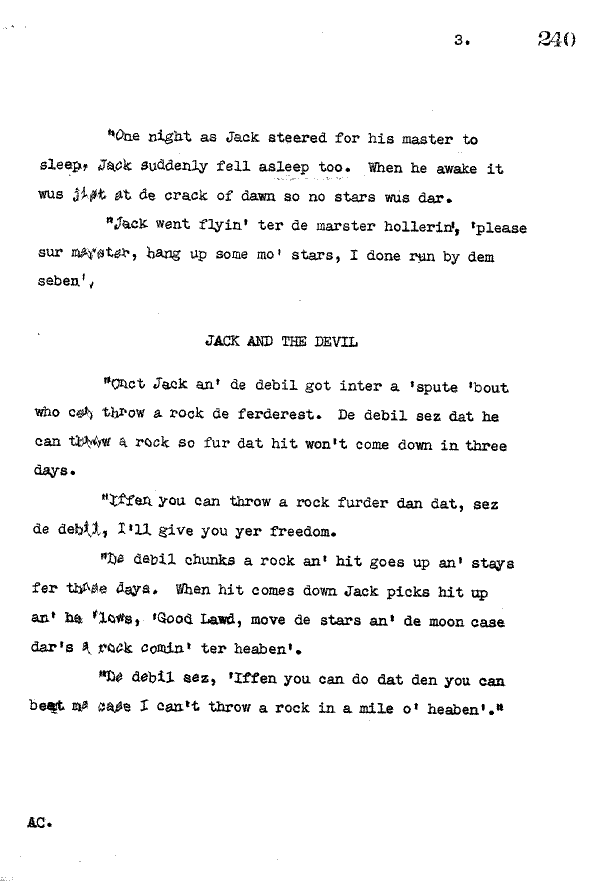 3. 240
"One night as Jack steered for his master to
sleep, Jack suddenly fell asleep too. When he awake it
wus jist at de crack of dawn so no stars wus dar.
"Jack went flyin' ter de marster hollerin', 'please
sur marster, hang up some mo' stars, I done run by dem
seben',
JACK AND THE DEVIL
"Onct Jack an' de debil got inter a 'spute 'bout
who can throw a rock de ferderest. De debil sez dat he
can throw a rock so fur dat hit won't come down in three
days.
"Iffen you can throw a rock furder dan dat, sez
de debil, I'll give you yer freedom.
"De debil chunks a rock an' hit goes up an' stays
fer three days. When hit comes down Jack picks hit up
an' he 'lows, 'Good Lawd, move de stars an' de moon case
dar's a rock comin' ter heaben'.
"De debil sez, 'Iffen you can do dat den you can
beat me case I can't throw a rock in a mile o' heaben'."
AC.